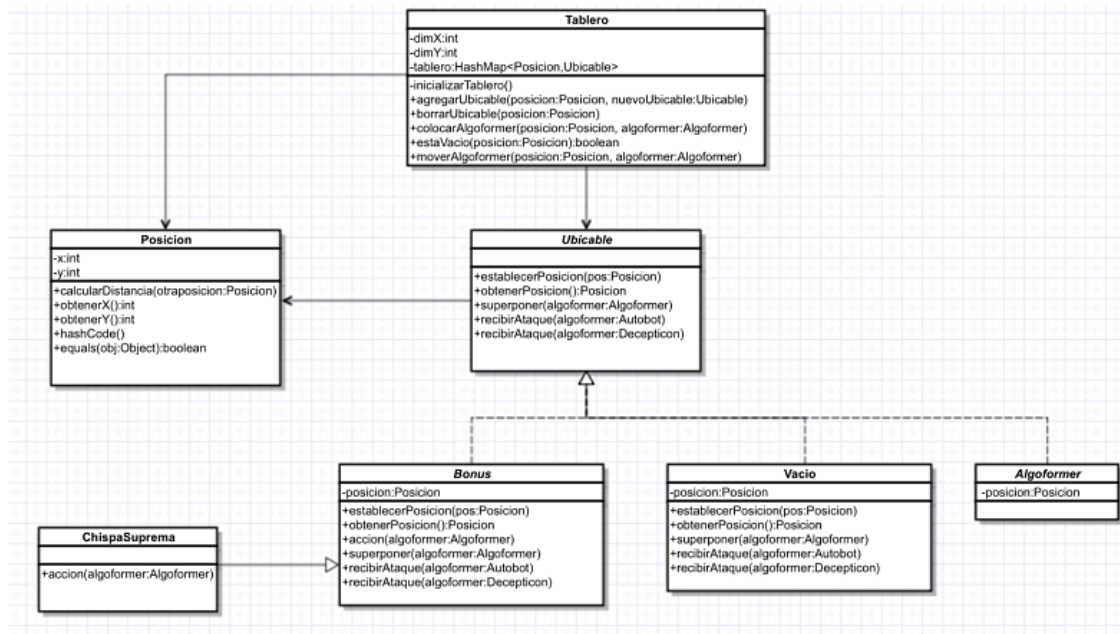 Tablero
-dimX:int
-dimY:int
-tablero:HashMap<Posicion,Ubicable>
-inicializarTablero()
+agregarUbicable(posicion:Posicion, nuevoUbicable:Ubicable)
+borrarUbicable(posicion:Posicion)
+colocarAlgoformer(posicion:Posicion, algoformer:Algoformer)
+estaVacio(posicion:Posicion):boolean
+moverAlgoformer(posicion:Posicion, algoformer:Algoformer)
Posicion
-x:int
-y:int
+calcularDistancia(otraposicion:Posicion)
+obtenerX():int
+obtenerY():int
+hashCode()
+equals(obj:Object):boolean
Ubicable
+establecerPosicion(pos:Posicion)
+obtenerPosicion():Posicion
+superponer(algoformer:Algoformer)
+recibirAtaque(algoformer:Autobot)
+recibirAtaque(algoformer:Decepticon)
Bonus
-posicion:Posicion
+establecerPosicion(pos:Posicion)
+obtenerPosicion():Posicion
+accion(algoformer:Algoformer)
+superponer(algoformer:Algoformer)
+recibirAtaque(algoformer:Autobot)
+recibirAtaque(algoformer:Decepticon)
Vacio
-posicion:Posicion
+establecerPosicion(pos:Posicion)
+obtenerPosicion():Posicion
+superponer(algoformer:Algoformer)
+recibirAtaque(algoformer:Autobot)
+recibirAtaque(algoformer:Decepticon)
Algoformer
-posicion:Posicion
ChispaSuprema
+accion(algoformer:Algoformer)